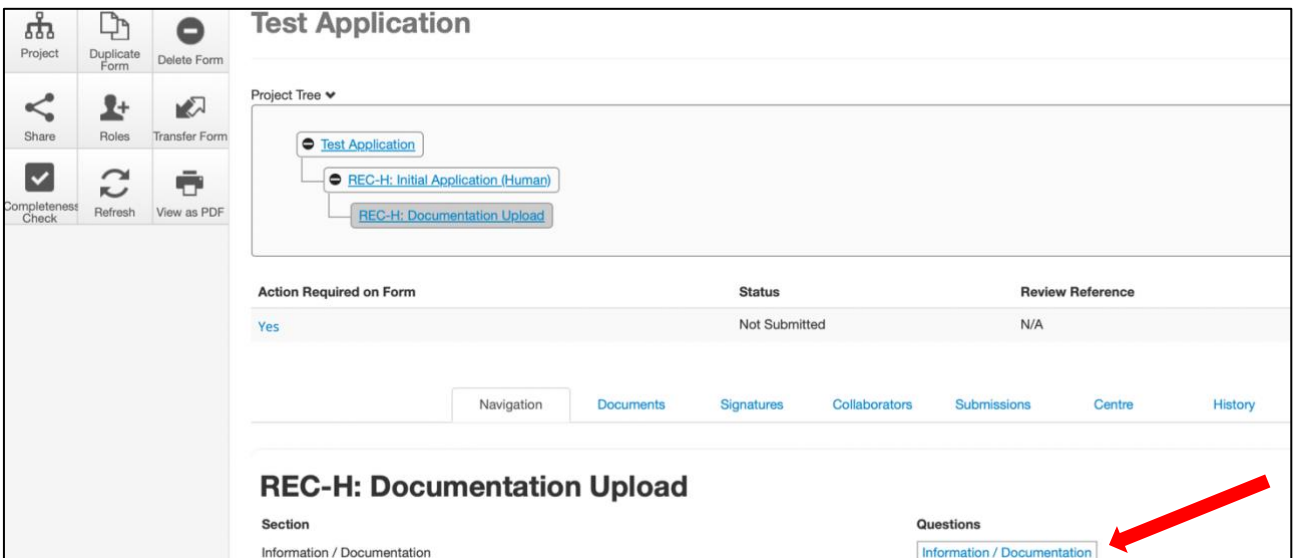 Test Application
Project
Duplicate
Form
Delete Form
Share
Roles
Transfer Form
Completeness
Check
Refresh
View as PDF
Project Tree
Test Application
REC-H: Initial Application (Human)
REC-H: Documentation Upload
Action Required on Form Status Review Reference
Yes Not Submitted N/A
Navigation Documents Signatures Collaborators Submissions Centre History
REC-H: Documentation Upload
Section Questions
Information / Documentation Information / Documentation